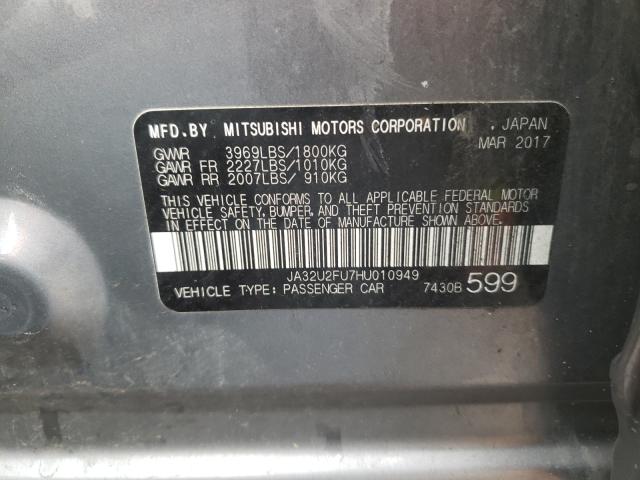 MFD.BY MITSUBISHI MOTORS CORPORATION, JAPAN
MAR 2017
GVWR 3969LBS/1800KG
GAWR FR 2227LBS/1010KG
GAWR RR 2007LBS/ 910KG
THIS VEHICLE CONFORMS TO ALL APPLICABLE FEDERAL MOTOR
VEHICLE SAFETY, BUMPER, AND THEFT PREVENTION STANDARDS
IN EFFECT ON THE DATE OF MANUFACTURE SHOWN ABOVE.
JA32U2FU7HU010949
VEHICLE TYPE: PASSENGER CAR 7430B 599